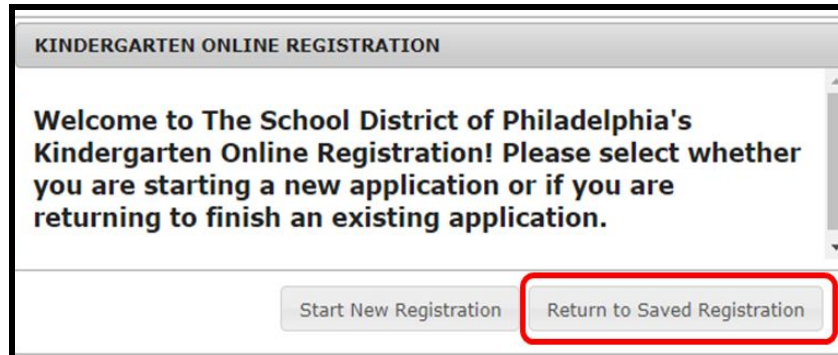 KINDERGARTEN ONLINE REGISTRATION
Welcome to The School District of Philadelphia's
Kindergarten Online Registration! Please select whether
you are starting a new application or if you are
returning to finish an existing application.
Start New Registration Return to Saved Registration